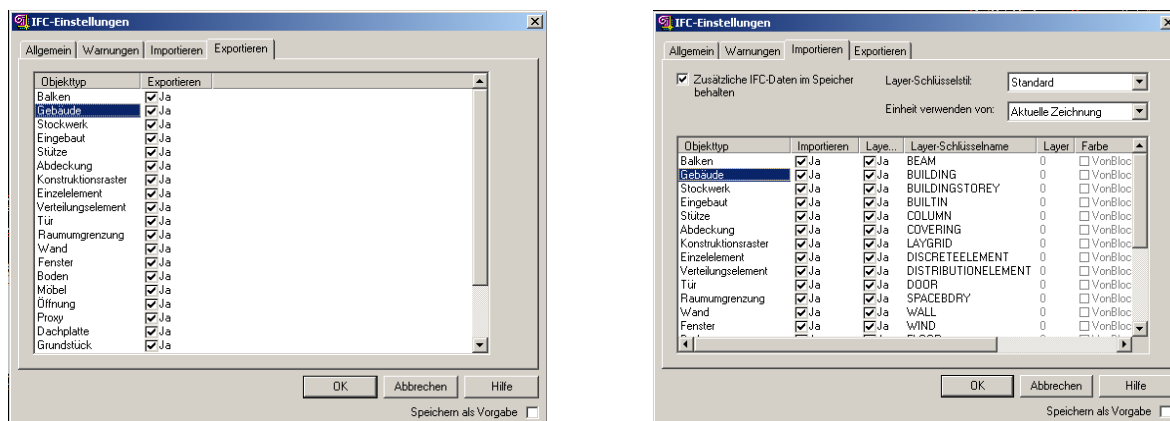 IFC-Einstellungen
Allgemein Warnungen Importieren Exportieren
Objekttyp Exportieren
Balken Ja
Gebäude Ja
Stockwerk Ja
Eingebaut Ja
Stütze Ja
Abdeckung Ja
Konstruktionsraster Ja
Einzelelement Ja
Verteilungselement Ja
Tür Ja
Raumumgrenzung Ja
Wand Ja
Fenster Ja
Boden Ja
Möbel Ja
Öffnung Ja
Proxy Ja
Dachplatte Ja
Grundstück Ja
OK Abbrechen Hilfe
Speichern als Vorgabe
IFC-Einstellungen
Allgemein Warnungen Importieren Exportieren
Zusätzliche IFC-Daten im Speicher behalten
Layer-Schlüsselstil: Standard
Einheit verwenden von: Aktuelle Zeichnung
Objekttyp Importieren Laye... Layer-Schlüsselname Layer Farbe
Balken Ja Ja BEAM 0 VonBloc
Gebäude Ja Ja BUILDING 0 VonBloc
Stockwerk Ja Ja BUILDINGSTOREY 0 VonBloc
Eingebaut Ja Ja BUILTIN 0 VonBloc
Stütze Ja Ja COLUMN 0 VonBloc
Abdeckung Ja Ja COVERING 0 VonBloc
Konstruktionsraster Ja Ja LAYGRID 0 VonBloc
Einzelelement Ja Ja DISCRETEELEMENT 0 VonBloc
Verteilungselement Ja Ja DISTRIBUTIONELEMENT 0 VonBloc
Tür Ja Ja DOOR 0 VonBloc
Raumumgrenzung Ja Ja SPACEBDRY 0 VonBloc
Wand Ja Ja WALL 0 VonBloc
Fenster Ja Ja WIND 0 VonBloc
OK Abbrechen Hilfe
Speichern als Vorgabe